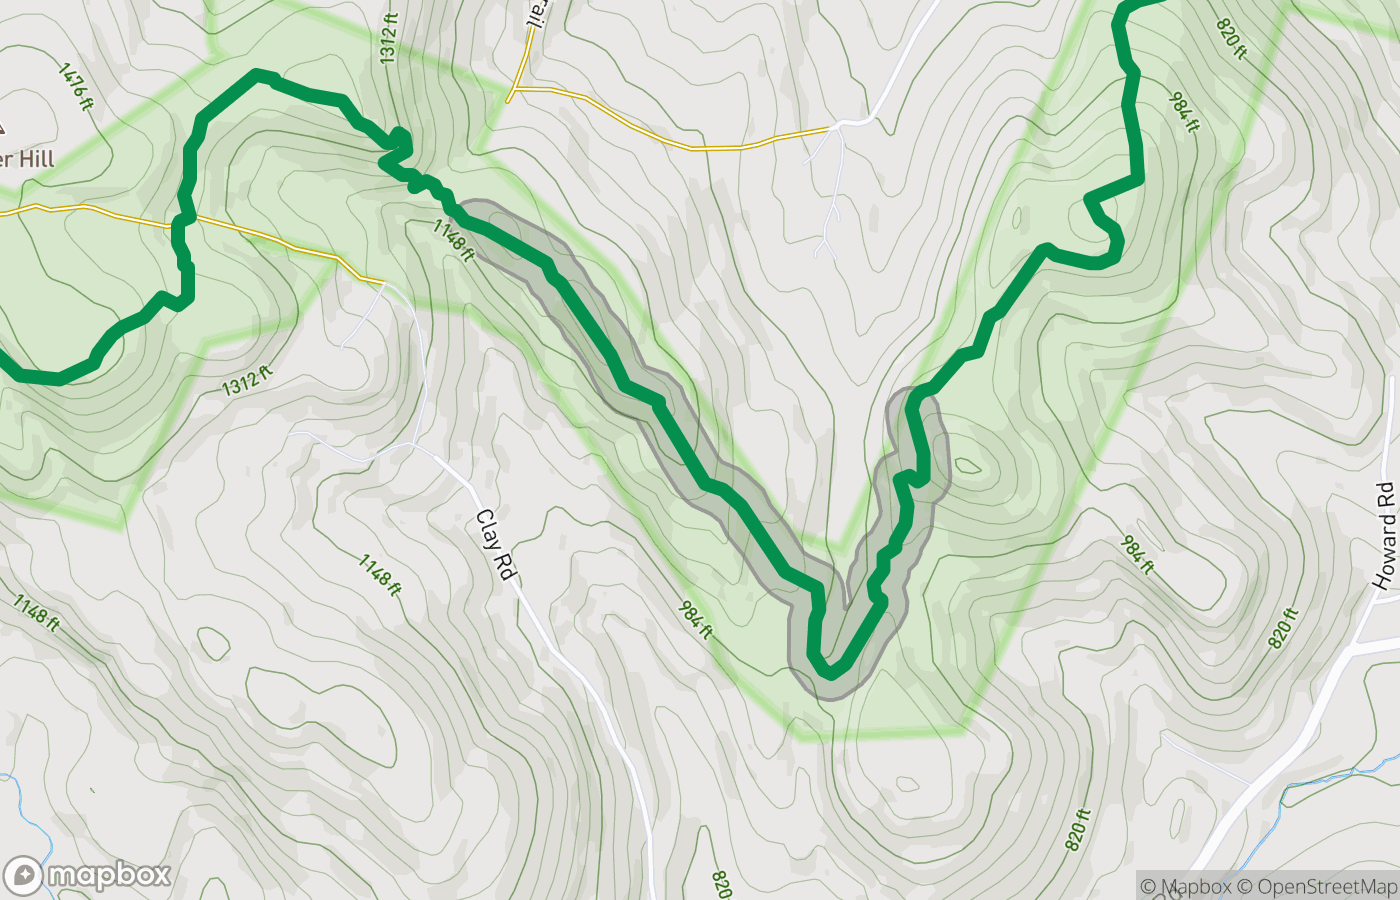 rail
1312 ft
820 ft
1476 ft
984 ft
er Hill
1148 ft
1312 ft
Howard Rd
Clay Rd
984 ft
1148 ft
1148 ft
984 ft
820 ft
820 ft
820
mapbox
© Mapbox © OpenStreetMap